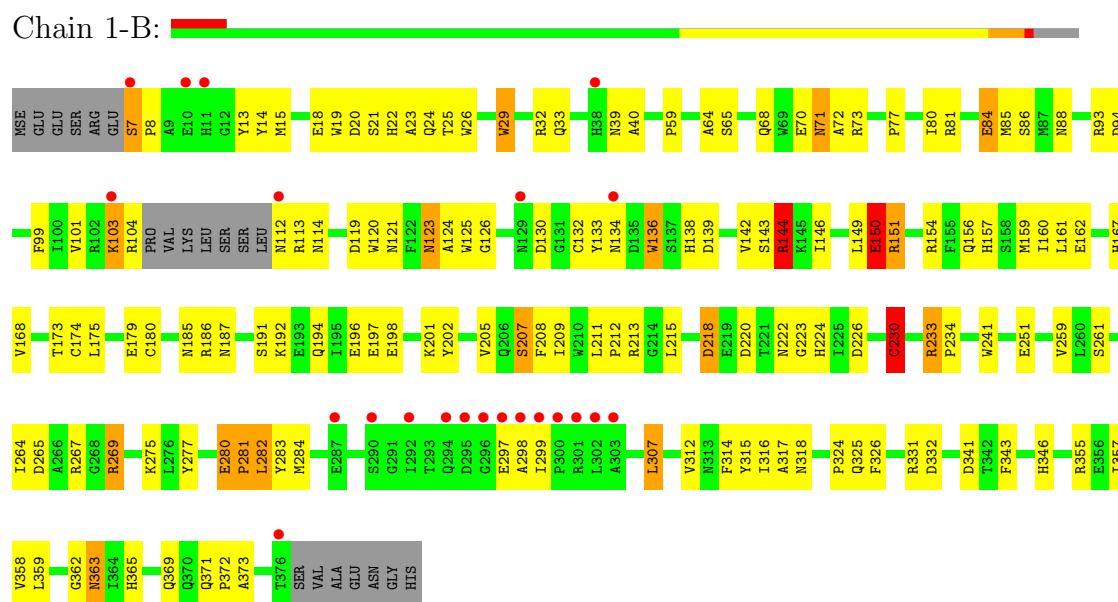 Chain 1-B:
MSE GLU GLU SER ARG GLU S7 P8 A9 E10 H11 G12 Y13 Y14 M15 E18 W19 D20 S21 H22 A23 Q24 T25 W26 W29 R32 Q33 H38 N39 A40 P59 A64 S65 Q68 W69 E70 N71 A72 R73 P77 I80 R81 E84 M85 S86 M87 N88 R93
F99 I100 V101 R102 K103 R104 PRO VAL LYS LEU SER SER LEU N112 R113 N114 D119 W120 N121 F122 N123 A124 W125 G126 N129 D130 G131 C132 Y133 N134 D135 W136 S137 H138 D139 V142 S143 R144 K145 I146 L149 E150 R151 R154 F155 Q156 H157 S158 M159 I160 L161 E162
V168 T173 C174 L175 E179 C180 N185 R186 N187 S191 K192 E193 Q194 I195 E196 E197 E198 K201 Y202 V205 Q206 S207 F208 I209 W210 L211 P212 R213 G214 L215 D218 E219 D220 T221 N222 G223 H224 I225 D226 C230 R233 P234 W241 E251 V259 L260 S261
I264 D265 A266 R267 G268 R269 K275 L276 Y277 E280 P281 L282 Y283 M284 E287 S290 G291 I292 T293 Q294 D295 G296 E297 A298 I299 P300 R301 L302 A303 L307 V312 N313 F314 Y315 I316 A317 N318 P324 Q325 F326 R331 D332 D341 T342 F343 H346 R355 E356
V358 L359 G362 N363 I364 H365 Q369 Q370 Q371 P372 A373 T376 SER VAL ALA GLU ASN GLY HIS